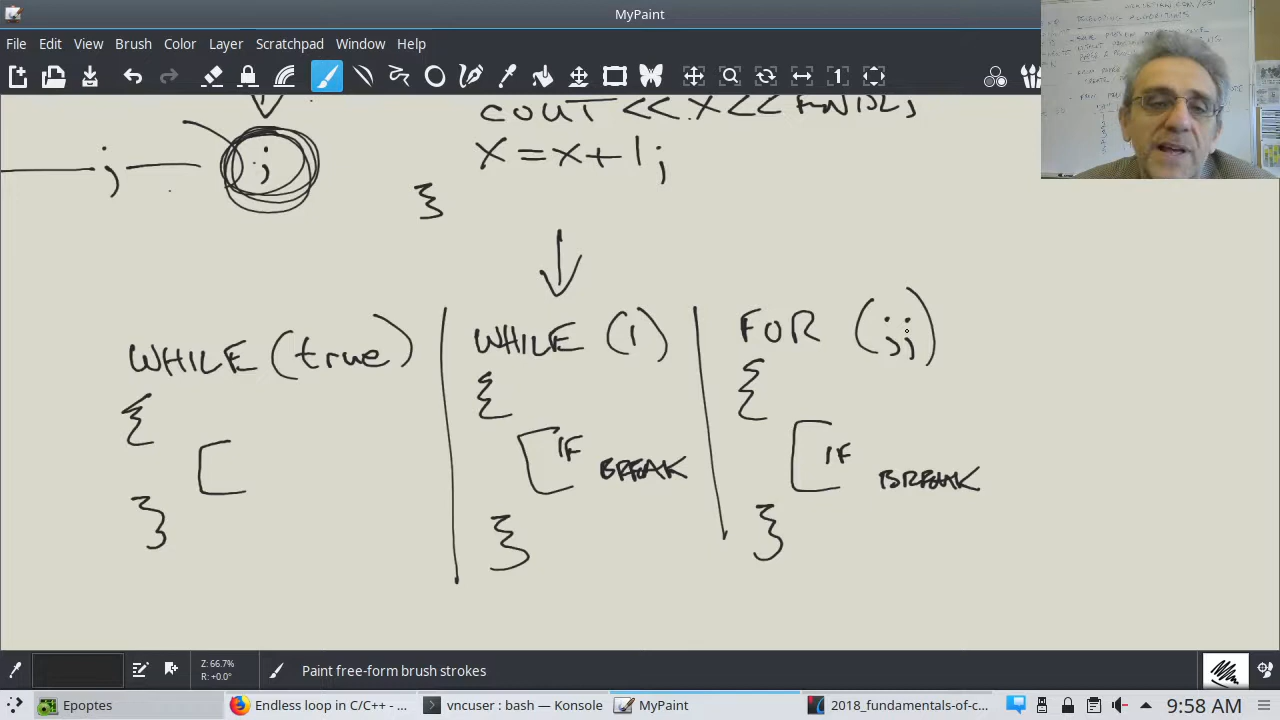 MyPaint
File Edit View Brush Color Layer Scratchpad Window Help
COUT << X << ENDL;
X = X + 1;
}
; ;
WHILE (true) WHILE (1) FOR (;;)
{ { {
[ [ IF BREAK [ IF BREAK
} } }
Z: 66.7%
R: +0.0°
Paint free-form brush strokes
Epoptes Endless loop in C/C++ - ... vncuser : bash — Konsole MyPaint 2018_fundamentals-of-c... 9:58 AM